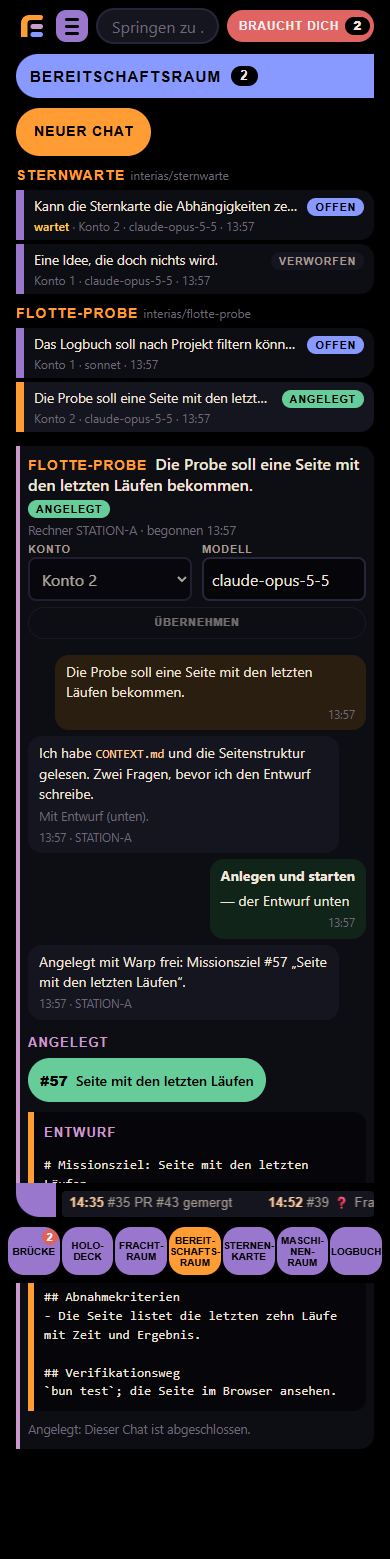 Springen zu .
BRAUCHT DICH 2
BEREITSCHAFTSRAUM 2
NEUER CHAT
STERNWARTE interias/sternwarte
Kann die Sternkarte die Abhängigkeiten ze... OFFEN
wartet · Konto 2 · claude-opus-5-5 · 13:57
Eine Idee, die doch nichts wird. VERWORFEN
Konto 1 · claude-opus-5-5 · 13:57
FLOTTE-PROBE interias/flotte-probe
Das Logbuch soll nach Projekt filtern könn... OFFEN
Konto 1 · sonnet · 13:57
Die Probe soll eine Seite mit den letzt... ANGELEGT
Konto 2 · claude-opus-5-5 · 13:57
FLOTTE-PROBE Die Probe soll eine Seite mit
den letzten Läufen bekommen.
ANGELEGT
Rechner STATION-A · begonnen 13:57
KONTO MODELL
Konto 2 claude-opus-5-5
ÜBERNEHMEN
Die Probe soll eine Seite mit den letzten
Läufen bekommen.
13:57
Ich habe CONTEXT.md und die Seitenstruktur
gelesen. Zwei Fragen, bevor ich den Entwurf
schreibe.
Mit Entwurf (unten).
13:57 · STATION-A
Anlegen und starten
— der Entwurf unten
13:57
Angelegt mit Warp frei: Missionsziel #57 „Seite
mit den letzten Läufen“.
13:57 · STATION-A
ANGELEGT
#57 Seite mit den letzten Läufen
ENTWURF
# Missionsziel: Seite mit den letzten
14:35 #35 PR #43 gemergt 14:52 #39 ? Fra
2
BRÜCKE
HOLO-
DECK
FRACHT-
RAUM
BEREIT-
SCHAFTS-
RAUM
STERNEN-
KARTE
MASCHI-
NEN-
RAUM
LOGBUCH
## Abnahmekriterien
- Die Seite listet die letzten zehn Läufe
mit Zeit und Ergebnis.
## Verifikationsweg
`bun test`; die Seite im Browser ansehen.
Angelegt: Dieser Chat ist abgeschlossen.